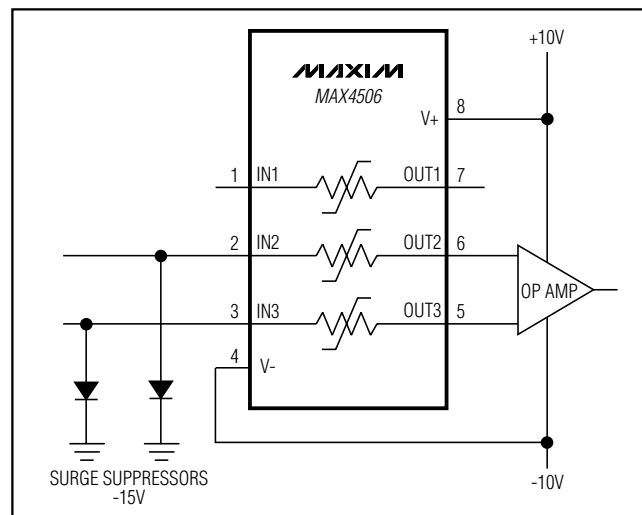 +10V
MAXIM
MAX4506
V+ 8
1 IN1 OUT1 7
2 IN2 OUT2 6
OP AMP
3 IN3 OUT3 5
4 V-
SURGE SUPPRESSORS
-15V
-10V